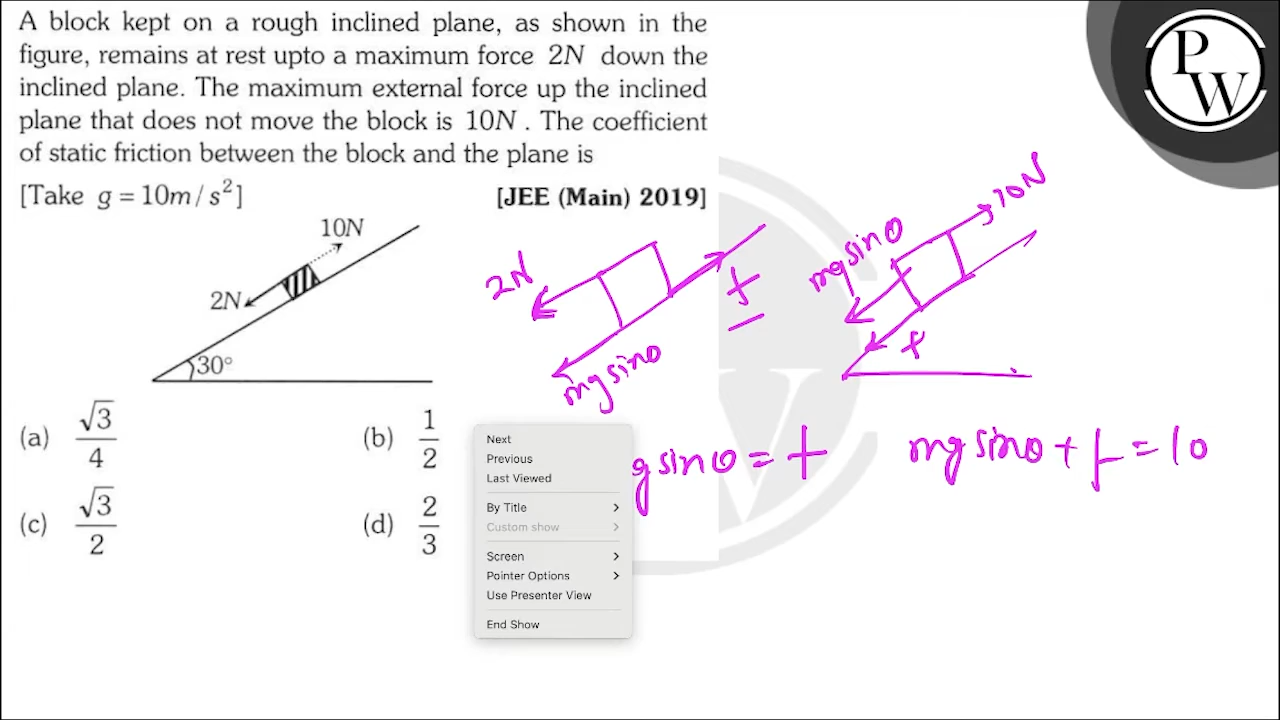 A block kept on a rough inclined plane, as shown in the
figure, remains at rest upto a maximum force 2N down the
inclined plane. The maximum external force up the inclined
plane that does not move the block is 10N . The coefficient
of static friction between the block and the plane is
[Take g = 10m/s²] [JEE (Main) 2019]
10N
2N
30°
(a) √3/4
(b) 1/2
(c) √3/2
(d) 2/3
P
W
2N
f
mg sinθ
mg sinθ
10N
f
g sinθ = f
mg sinθ + f = 10
Next
Previous
Last Viewed
By Title
Custom show
Screen
Pointer Options
Use Presenter View
End Show